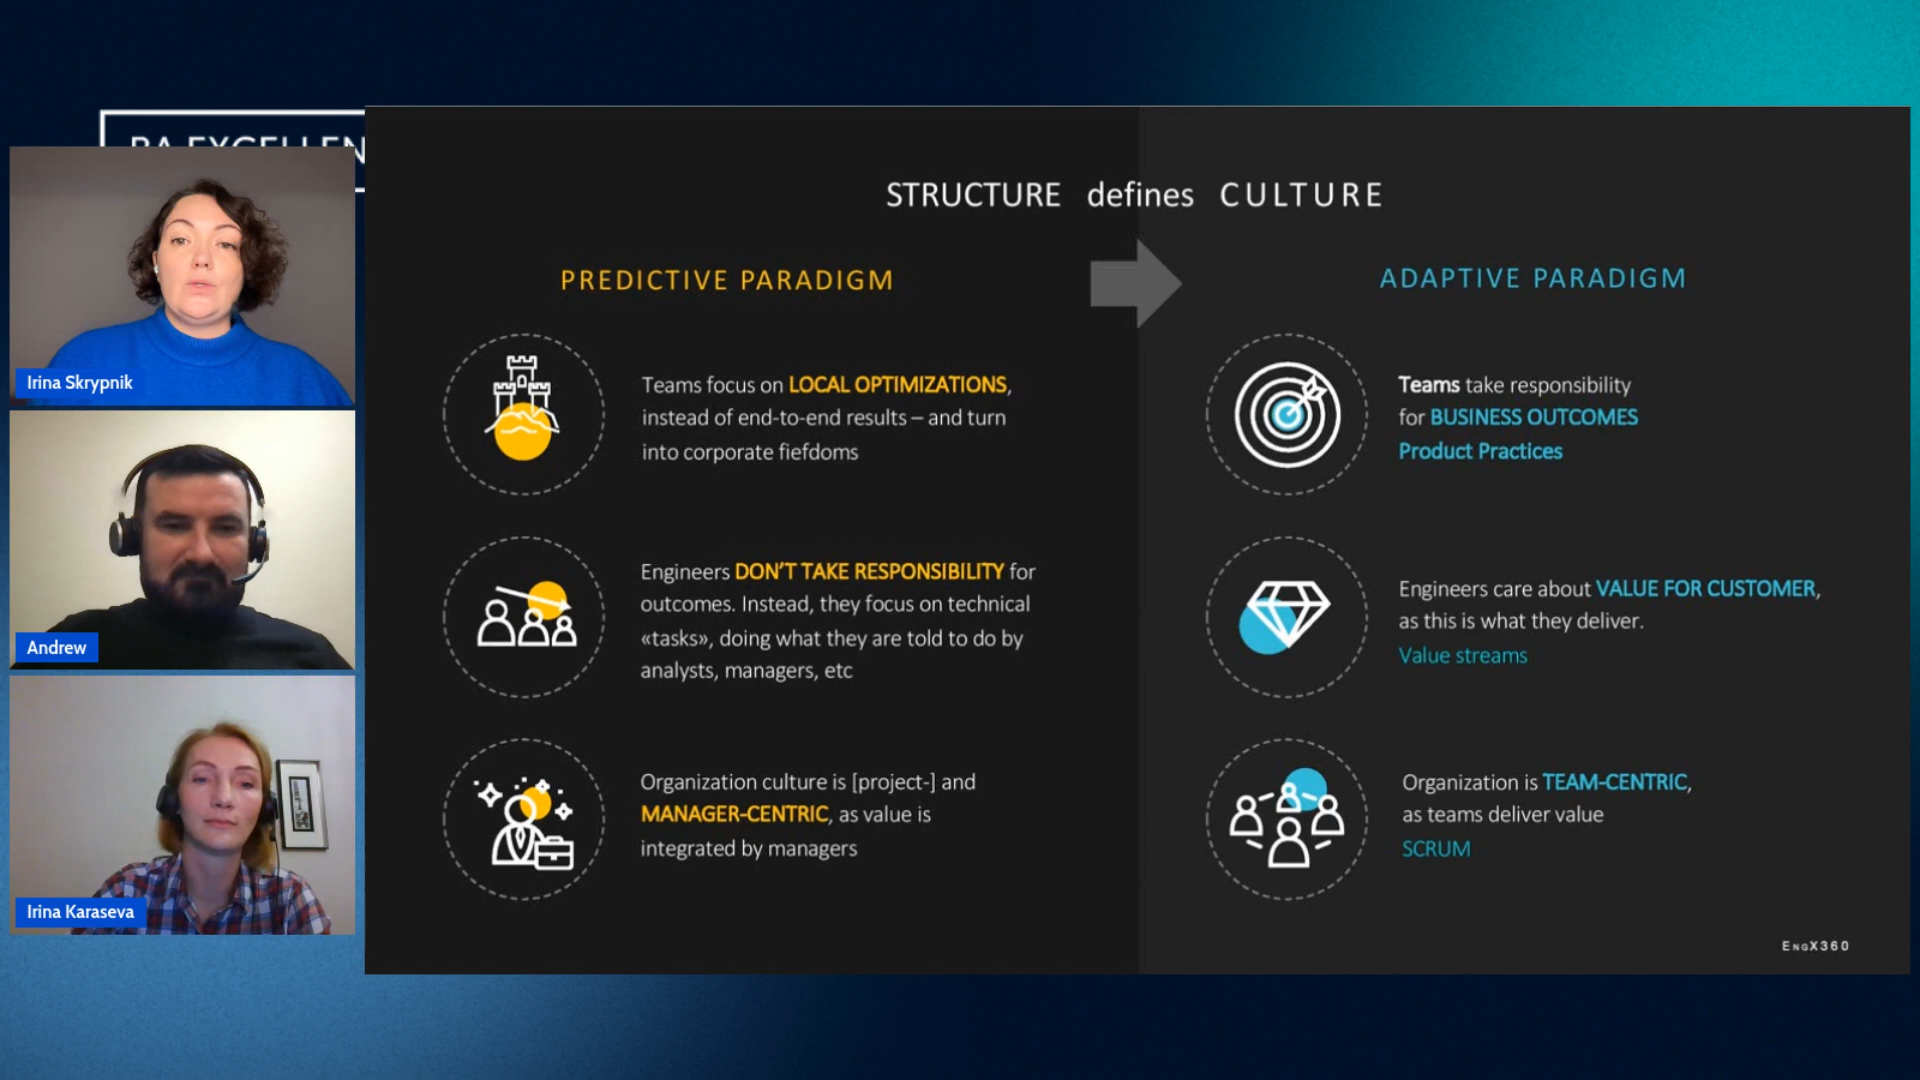 BA EXCELLEN
Irina Skrypnik
Andrew
Irina Karaseva
STRUCTURE defines CULTURE
PREDICTIVE PARADIGM
Teams focus on LOCAL OPTIMIZATIONS,
instead of end-to-end results – and turn
into corporate fiefdoms
Engineers DON'T TAKE RESPONSIBILITY for
outcomes. Instead, they focus on technical
«tasks», doing what they are told to do by
analysts, managers, etc
Organization culture is [project-] and
MANAGER-CENTRIC, as value is
integrated by managers
ADAPTIVE PARADIGM
Teams take responsibility
for BUSINESS OUTCOMES
Product Practices
Engineers care about VALUE FOR CUSTOMER,
as this is what they deliver.
Value streams
Organization is TEAM-CENTRIC,
as teams deliver value
SCRUM
EngX360